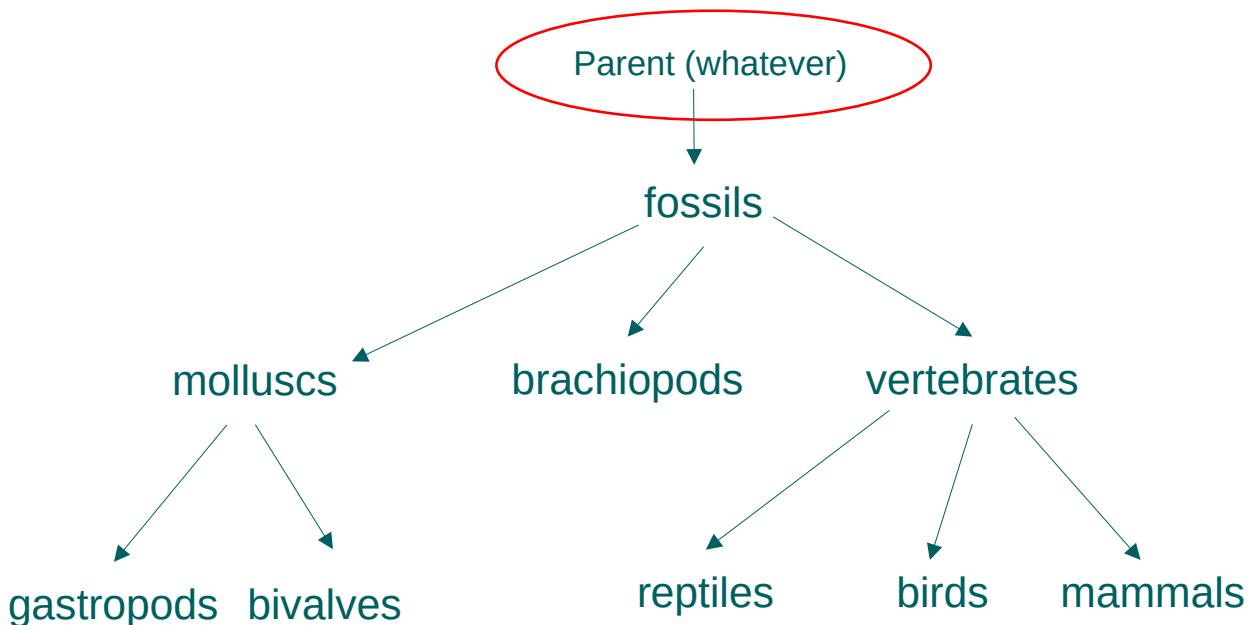 Parent (whatever)
fossils
molluscs brachiopods vertebrates
gastropods bivalves reptiles birds mammals